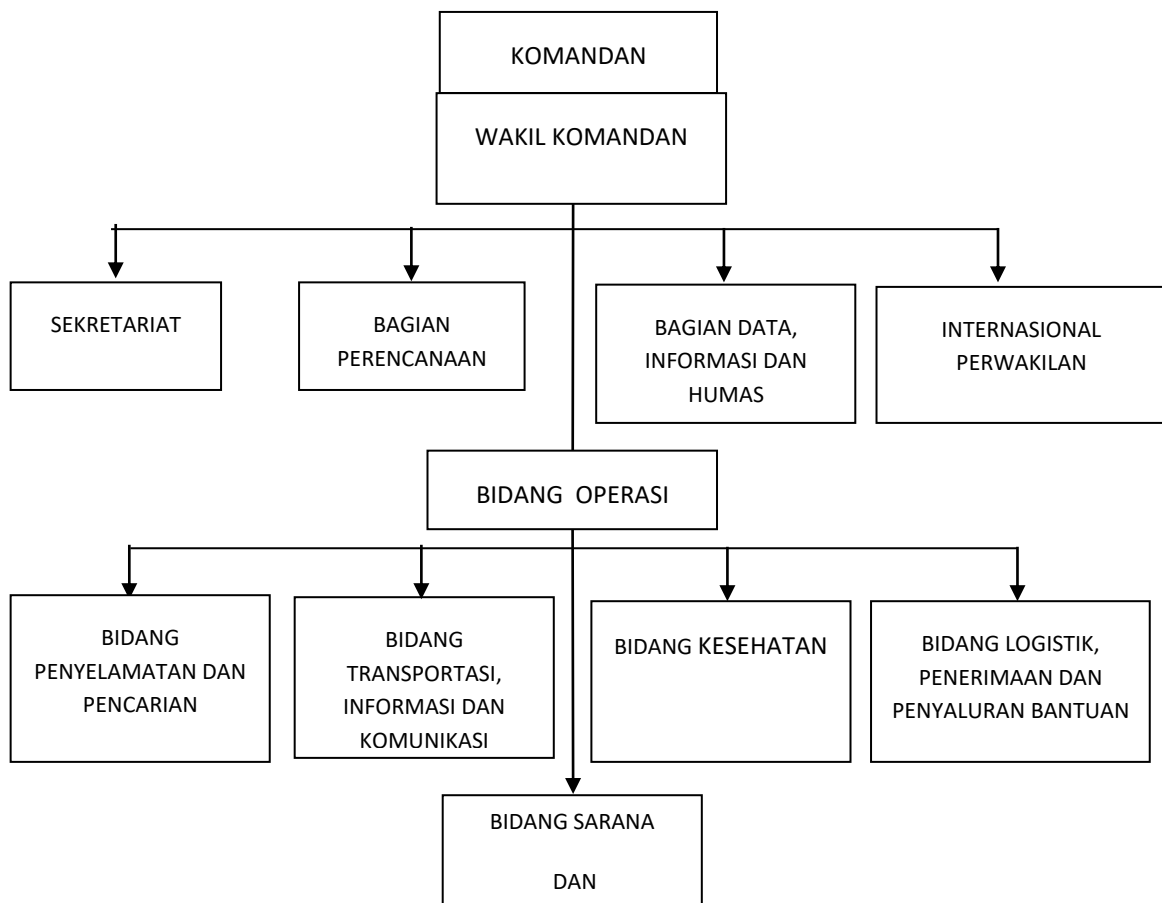 KOMANDAN
WAKIL KOMANDAN
SEKRETARIAT
BAGIAN
PERENCANAAN
BAGIAN DATA,
INFORMASI DAN
HUMAS
INTERNASIONAL
PERWAKILAN
BIDANG OPERASI
BIDANG
PENYELAMATAN DAN
PENCARIAN
BIDANG
TRANSPORTASI,
INFORMASI DAN
KOMUNIKASI
BIDANG KESEHATAN
BIDANG LOGISTIK,
PENERIMAAN DAN
PENYALURAN BANTUAN
BIDANG SARANA
DAN